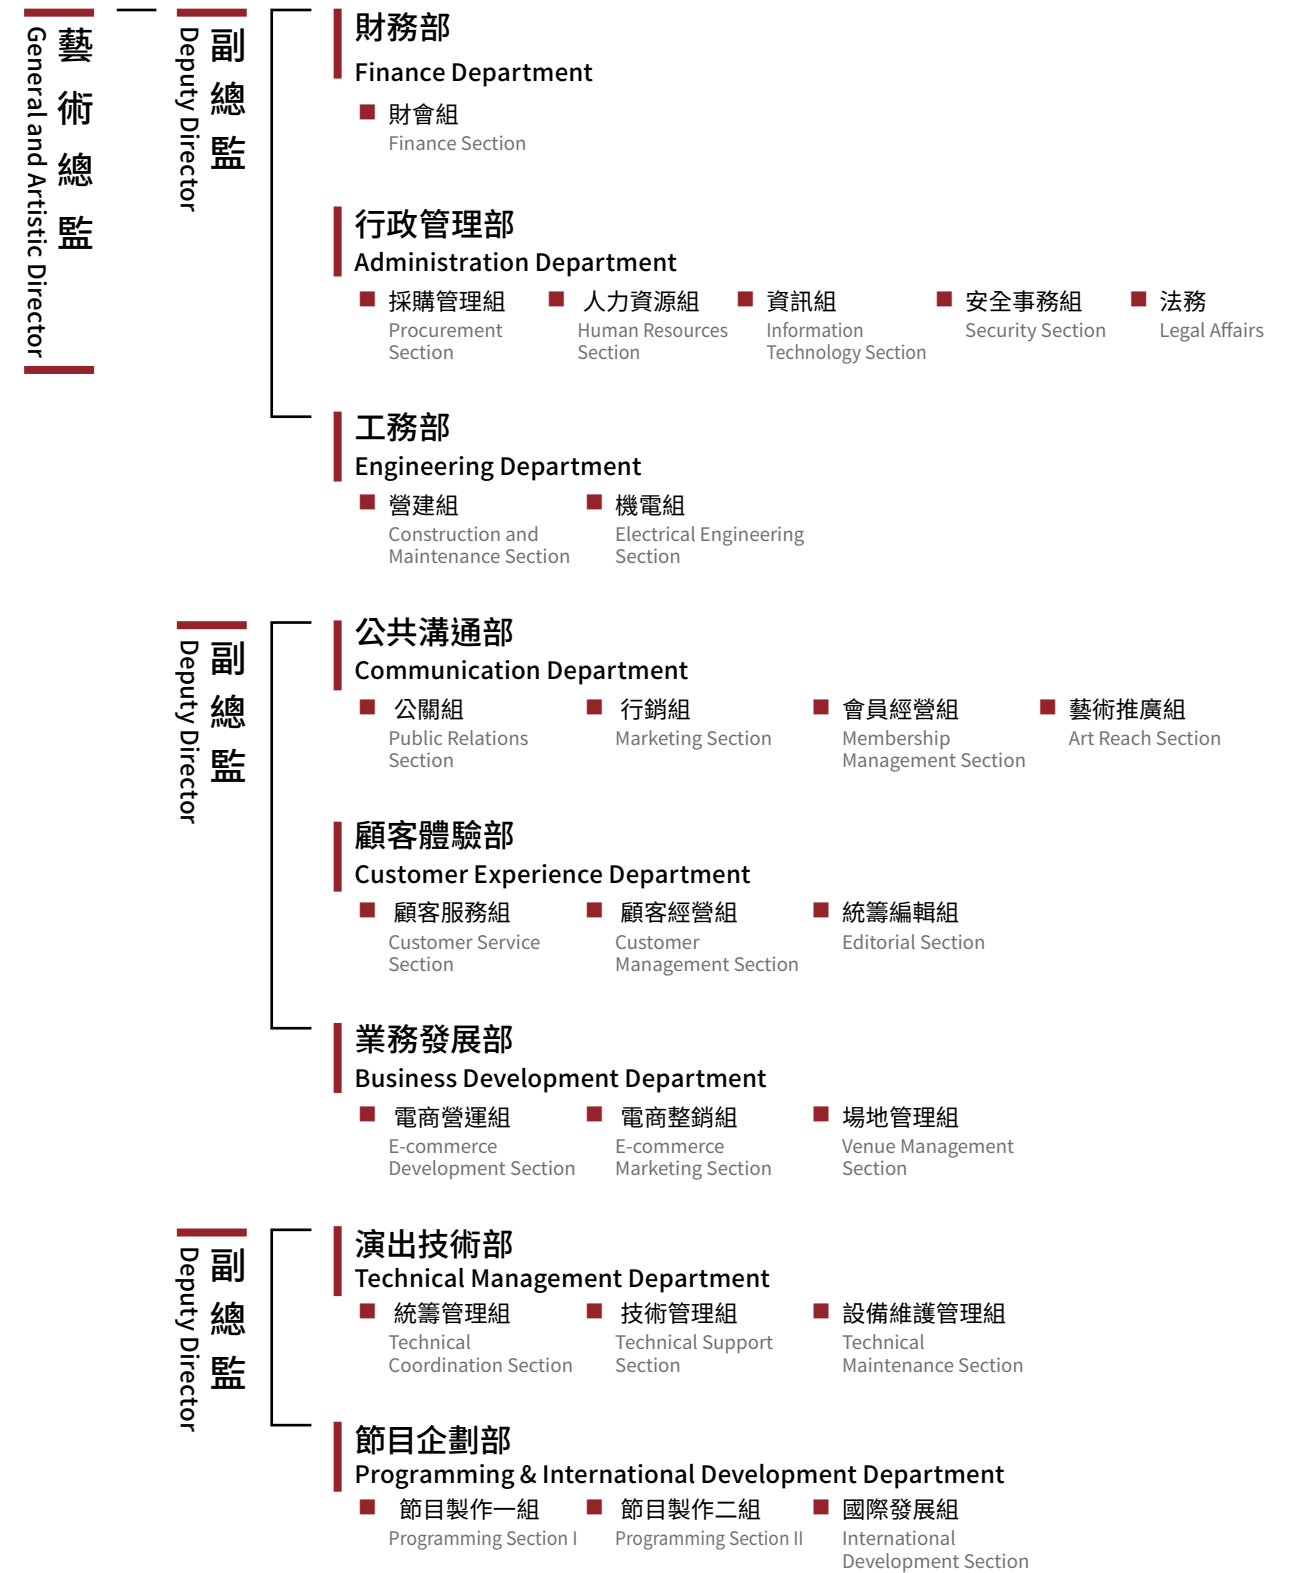 藝術總監
General and Artistic Director
副總監
Deputy Director
財務部
Finance Department
財會組
Finance Section
行政管理部
Administration Department
採購管理組
Procurement
Section
人力資源組
Human Resources
Section
資訊組
Information
Technology Section
安全事務組
Security Section
法務
Legal Affairs
工務部
Engineering Department
營建組
Construction and
Maintenance Section
機電組
Electrical Engineering
Section
副總監
Deputy Director
公共溝通部
Communication Department
公關組
Public Relations
Section
行銷組
Marketing Section
會員經營組
Membership
Management Section
藝術推廣組
Art Reach Section
顧客體驗部
Customer Experience Department
顧客服務組
Customer Service
Section
顧客經營組
Customer
Management Section
統籌編輯組
Editorial Section
業務發展部
Business Development Department
電商營運組
E-commerce
Development Section
電商整銷組
E-commerce
Marketing Section
場地管理組
Venue Management
Section
副總監
Deputy Director
演出技術部
Technical Management Department
統籌管理組
Technical
Coordination Section
技術管理組
Technical Support
Section
設備維護管理組
Technical
Maintenance Section
節目企劃部
Programming & International Development Department
節目製作一組
Programming Section I
節目製作二組
Programming Section II
國際發展組
International
Development Section